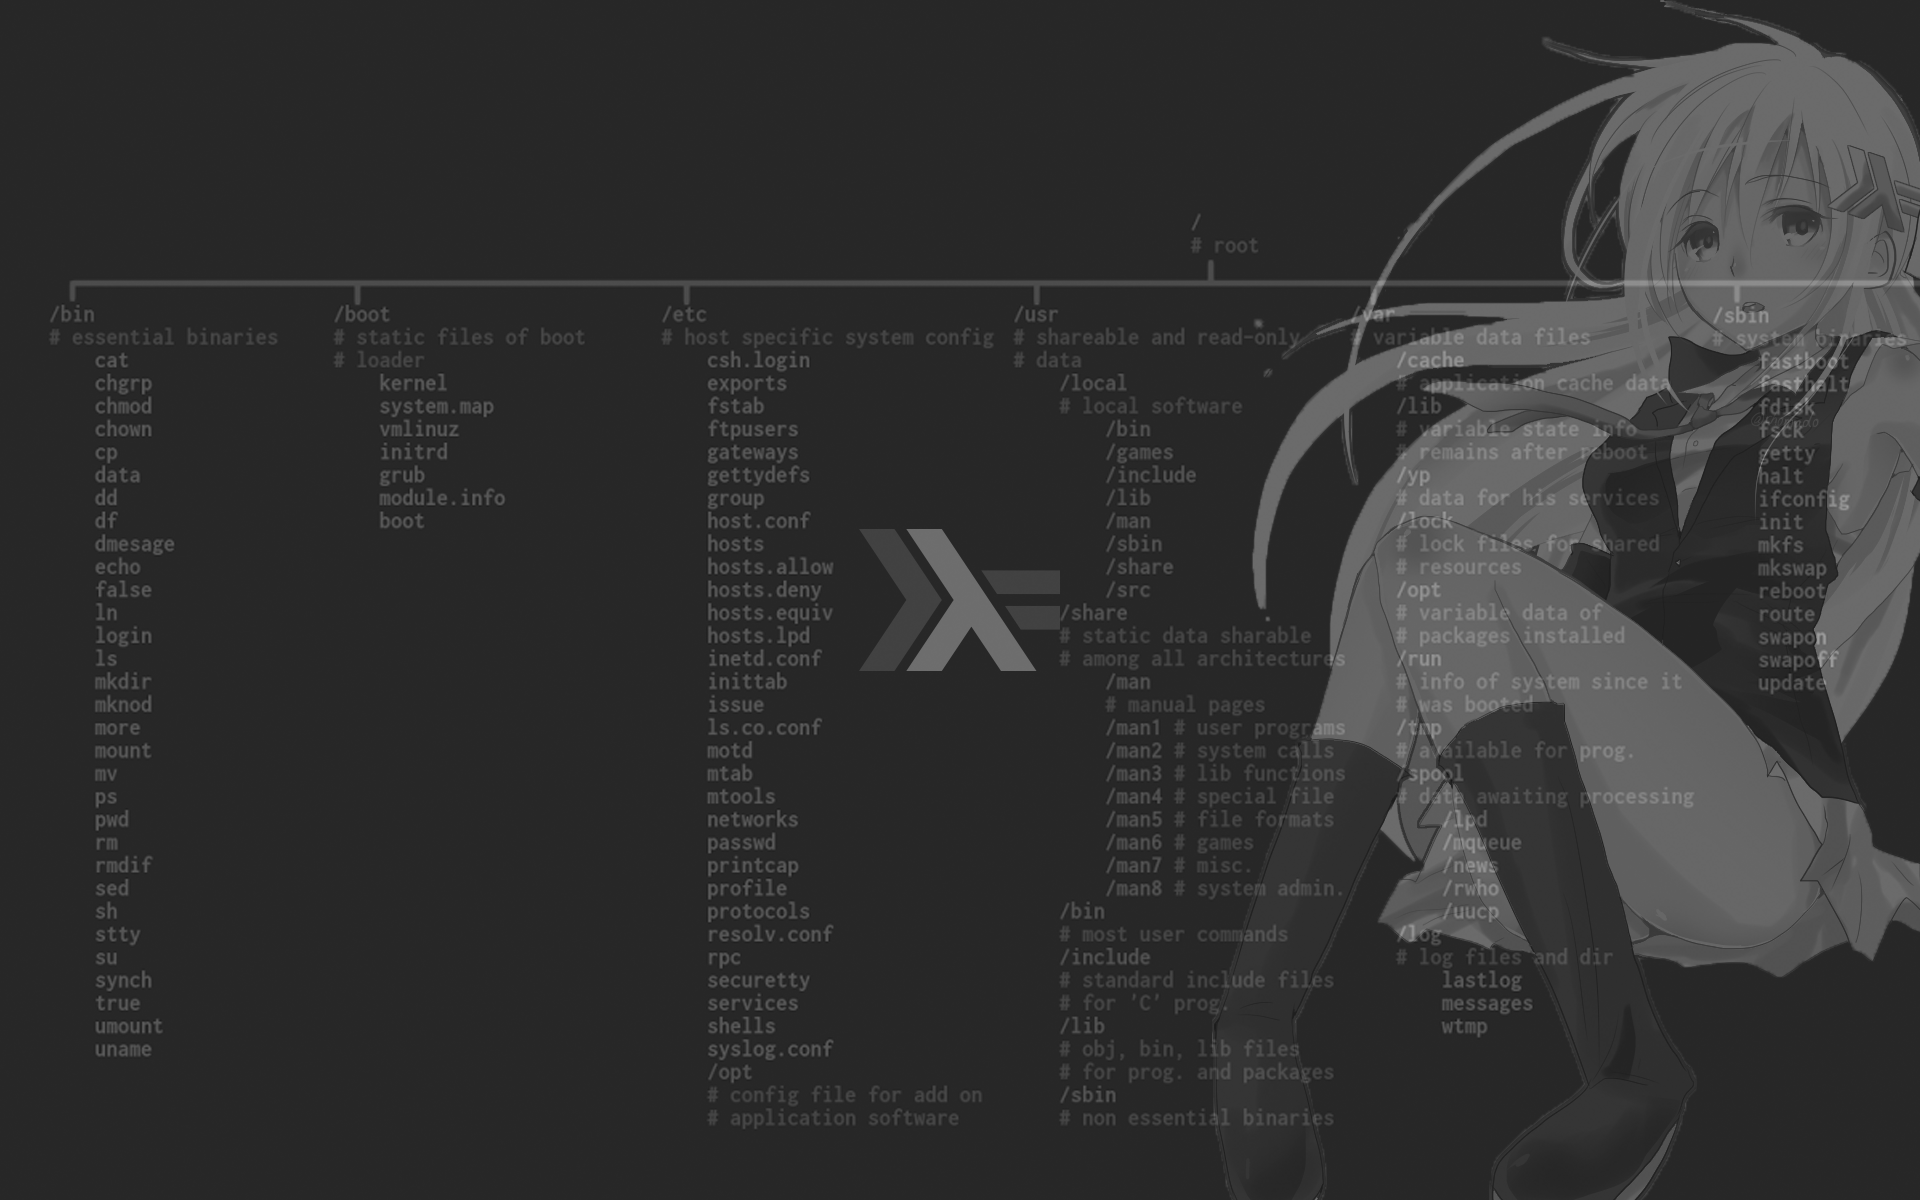 /
# root
/bin
# essential binaries
cat
chgrp
chmod
chown
cp
data
dd
df
dmesage
echo
false
ln
login
ls
mkdir
mknod
more
mount
mv
ps
pwd
rm
rmdif
sed
sh
stty
su
synch
true
umount
uname
/boot
# static files of boot
# loader
kernel
system.map
vmlinuz
initrd
grub
module.info
boot
/etc
# host specific system config
csh.login
exports
fstab
ftpusers
gateways
gettydefs
group
host.conf
hosts
hosts.allow
hosts.deny
hosts.equiv
hosts.lpd
inetd.conf
inittab
issue
ls.co.conf
motd
mtab
mtools
networks
passwd
printcap
profile
protocols
resolv.conf
rpc
securetty
services
shells
syslog.conf
/opt
# config file for add on
# application software
/usr
# shareable and read-only
# data
/local
# local software
/bin
/games
/include
/lib
/man
/sbin
/share
/src
/share
# static data sharable
# among all architectures
/man
# manual pages
/man1 # user programs
/man2 # system calls
/man3 # lib functions
/man4 # special file
/man5 # file formats
/man6 # games
/man7 # misc.
/man8 # system admin.
/bin
# most user commands
/include
# standard include files
# for 'C' prog.
/lib
# obj, bin, lib files
# for prog. and packages
/sbin
# non essential binaries
/var
# variable data files
/cache
# application cache data
/lib
# variable state info
# remains after reboot
/yp
# data for his services
/lock
# lock files for shared
# resources
/opt
# variable data of
# packages installed
/run
# info of system since it
# was booted
/tmp
# available for prog.
/spool
# data awaiting processing
/lpd
/mqueue
/news
/rwho
/uucp
/log
# log files and dir
lastlog
messages
wtmp
/sbin
# system binaries
fastboot
fasthalt
fdisk
fsck
getty
halt
ifconfig
init
mkfs
mkswap
reboot
route
swapon
swapoff
update